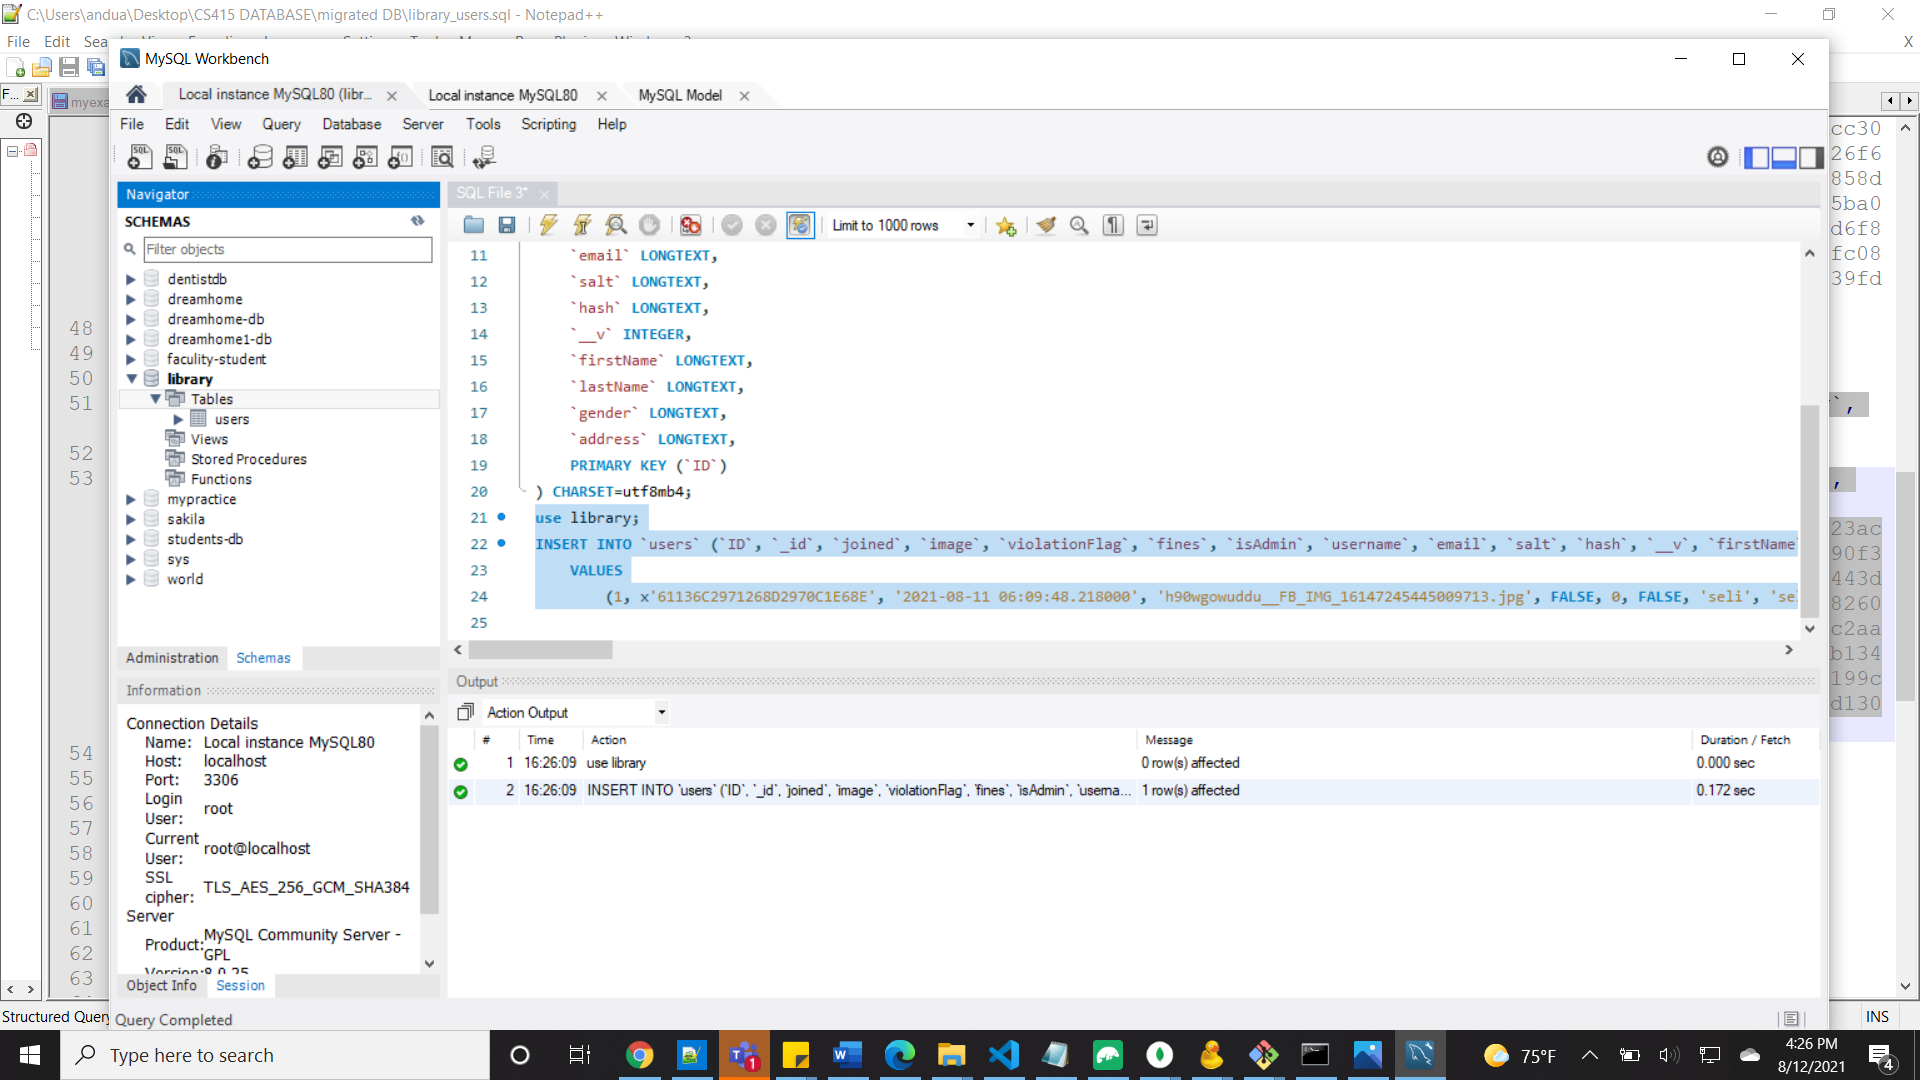 C:\Users\andua\Desktop\CS415 DATABASE\migrated DB\library_users.sql - Notepad++
File Edit Sea
MySQL Workbench
F...
myexa
Local instance MySQL80 (libr... Local instance MySQL80 MySQL Model
File Edit View Query Database Server Tools Scripting Help
Navigator
SCHEMAS
Filter objects
dentistdb
dreamhome
dreamhome-db
dreamhome1-db
faculity-student
library
Tables
users
Views
Stored Procedures
Functions
mypractice
sakila
students-db
sys
world
Administration Schemas
Information
Connection Details
Name: Local instance MySQL80
Host: localhost
Port: 3306
Login User: root
Current User: root@localhost
SSL cipher: TLS_AES_256_GCM_SHA384
Server
Product: MySQL Community Server - GPL
Version: 8.0.25
Object Info Session
Query Completed
SQL File 3*
Limit to 1000 rows
11 `email` LONGTEXT,
12 `salt` LONGTEXT,
13 `hash` LONGTEXT,
14 `__v` INTEGER,
15 `firstName` LONGTEXT,
16 `lastName` LONGTEXT,
17 `gender` LONGTEXT,
18 `address` LONGTEXT,
19 PRIMARY KEY (`ID`)
20 ) CHARSET=utf8mb4;
21 use library;
22 INSERT INTO `users` (`ID`, `_id`, `joined`, `image`, `violationFlag`, `fines`, `isAdmin`, `username`, `email`, `salt`, `hash`, `__v`, `firstName`
23 VALUES
24 (1, x'61136C2971268D2970C1E68E', '2021-08-11 06:09:48.218000', 'h90wgowuddu__FB_IMG_16147245445009713.jpg', FALSE, 0, FALSE, 'seli', 'se
25
Output
Action Output
# Time Action Message Duration / Fetch
1 16:26:09 use library 0 row(s) affected 0.000 sec
2 16:26:09 INSERT INTO `users` (`ID`, `_id`, `joined`, `image`, `violationFlag`, `fines`, `isAdmin`, `userna... 1 row(s) affected 0.172 sec
48
49
50
51
52
53
54
55
56
57
58
59
60
61
62
63
X
cc30
26f6
858d
5ba0
d6f8
fc08
39fd
`,
,
23ac
90f3
443d
8260
c2aa
b134
199c
d130
Structured Query
INS
Type here to search
1
75°F
4:26 PM
8/12/2021
4